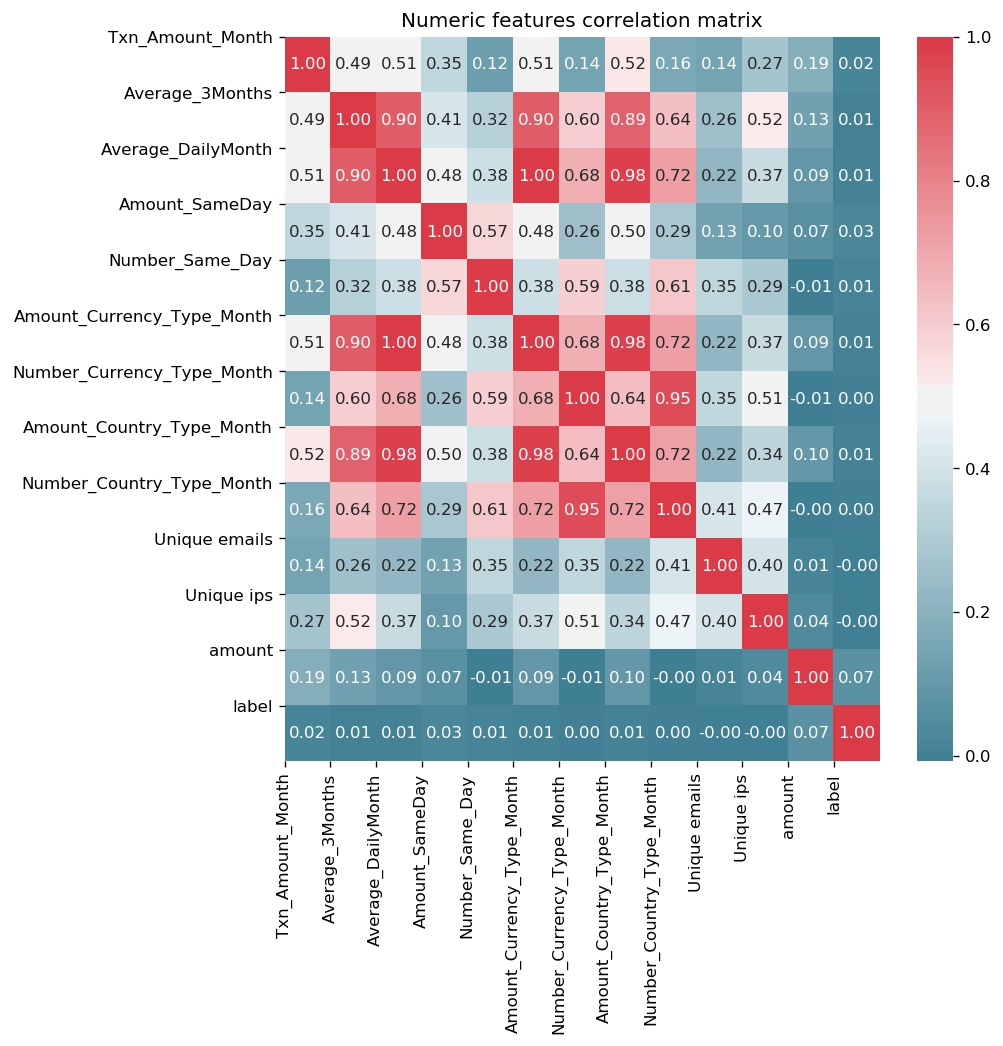 Numeric features correlation matrix
Txn_Amount_Month
1.00 0.49 0.51 0.35 0.12 0.51 0.14 0.52 0.16 0.14 0.27 0.19 0.02
Average_3Months
0.49 1.00 0.90 0.41 0.32 0.90 0.60 0.89 0.64 0.26 0.52 0.13 0.01
Average_DailyMonth
0.51 0.90 1.00 0.48 0.38 1.00 0.68 0.98 0.72 0.22 0.37 0.09 0.01
Amount_SameDay
0.35 0.41 0.48 1.00 0.57 0.48 0.26 0.50 0.29 0.13 0.10 0.07 0.03
Number_Same_Day
0.12 0.32 0.38 0.57 1.00 0.38 0.59 0.38 0.61 0.35 0.29 -0.01 0.01
Amount_Currency_Type_Month
0.51 0.90 1.00 0.48 0.38 1.00 0.68 0.98 0.72 0.22 0.37 0.09 0.01
Number_Currency_Type_Month
0.14 0.60 0.68 0.26 0.59 0.68 1.00 0.64 0.95 0.35 0.51 -0.01 0.00
Amount_Country_Type_Month
0.52 0.89 0.98 0.50 0.38 0.98 0.64 1.00 0.72 0.22 0.34 0.10 0.01
Number_Country_Type_Month
0.16 0.64 0.72 0.29 0.61 0.72 0.95 0.72 1.00 0.41 0.47 -0.00 0.00
Unique emails
0.14 0.26 0.22 0.13 0.35 0.22 0.35 0.22 0.41 1.00 0.40 0.01 -0.00
Unique ips
0.27 0.52 0.37 0.10 0.29 0.37 0.51 0.34 0.47 0.40 1.00 0.04 -0.00
amount
0.19 0.13 0.09 0.07 -0.01 0.09 -0.01 0.10 -0.00 0.01 0.04 1.00 0.07
label
0.02 0.01 0.01 0.03 0.01 0.01 0.00 0.01 0.00 -0.00 -0.00 0.07 1.00
Txn_Amount_Month
Average_3Months
Average_DailyMonth
Amount_SameDay
Number_Same_Day
Amount_Currency_Type_Month
Number_Currency_Type_Month
Amount_Country_Type_Month
Number_Country_Type_Month
Unique emails
Unique ips
amount
label
1.0
0.8
0.6
0.4
0.2
0.0